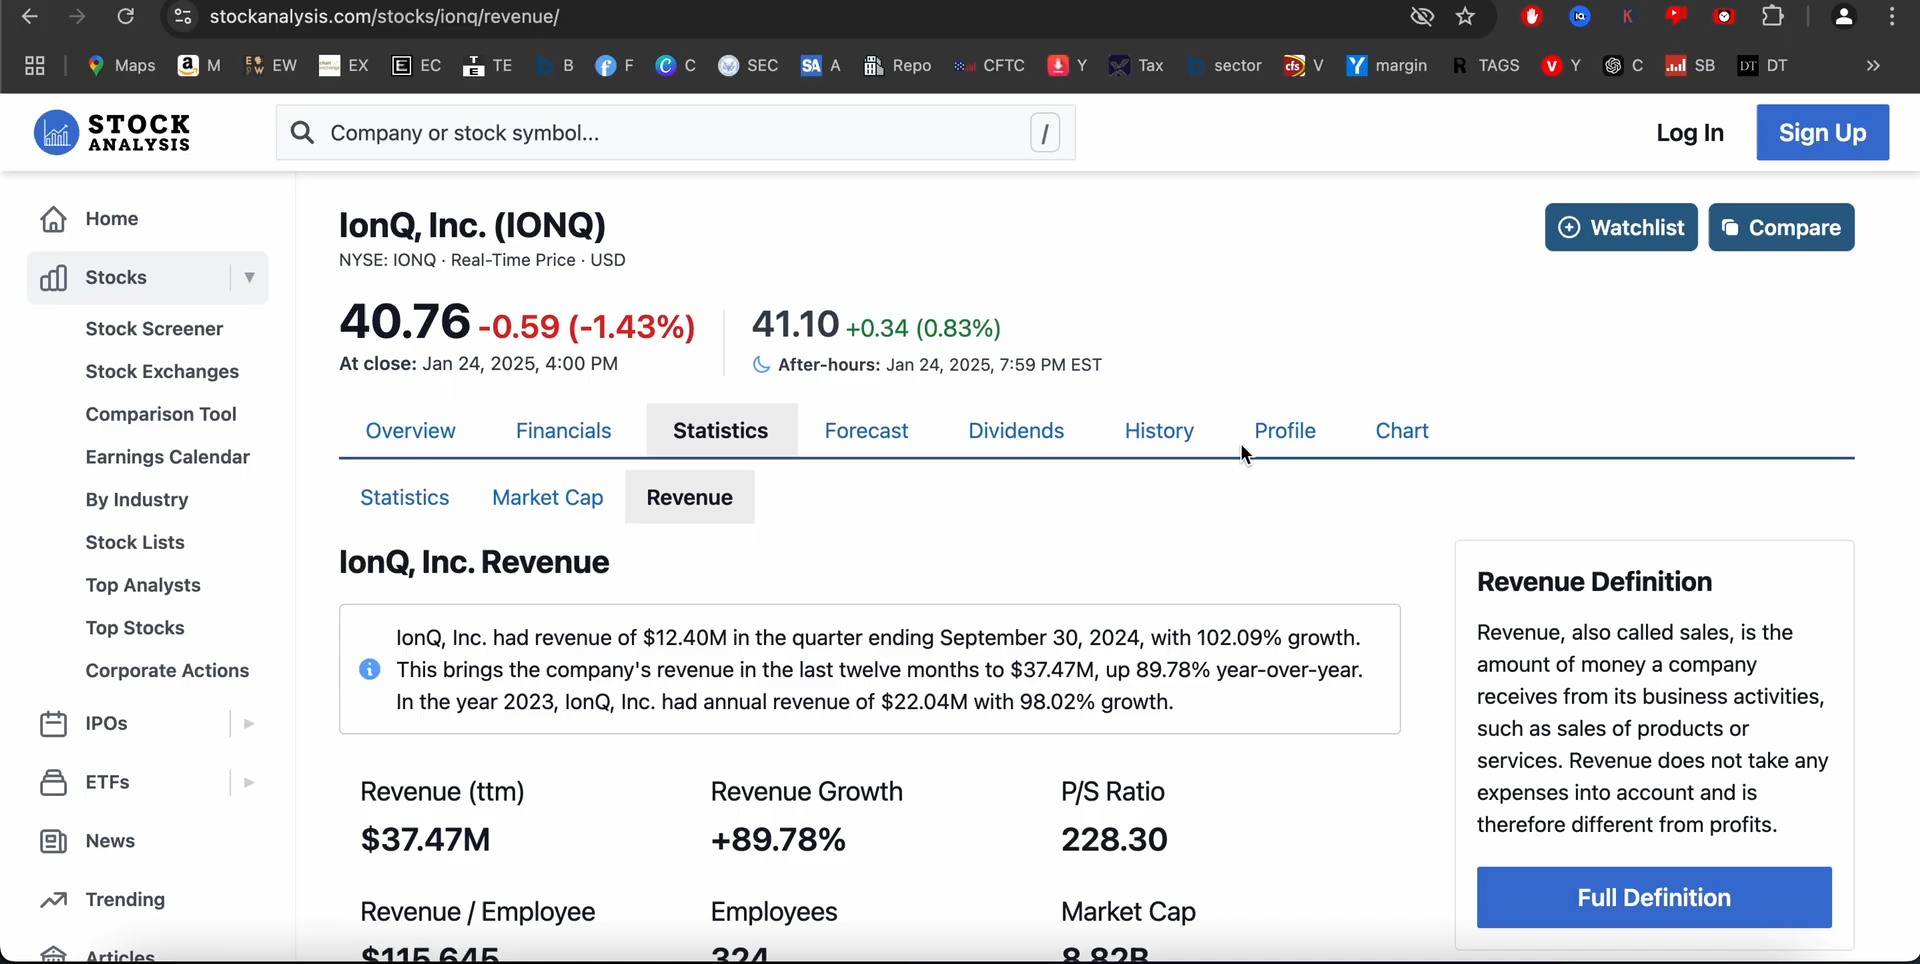 stockanalysis.com/stocks/ionq/revenue/
Maps
M
EW
EX
EC
TE
B
F
C
SEC
SA A
Repo
CFTC
Y
Tax
sector
cfs V
margin
R TAGS
Y
C
SB
DT DT
STOCK
ANALYSIS
Company or stock symbol...
/
Log In
Sign Up
Home
Stocks
Stock Screener
Stock Exchanges
Comparison Tool
Earnings Calendar
By Industry
Stock Lists
Top Analysts
Top Stocks
Corporate Actions
IPOs
ETFs
News
Trending
Articles
IonQ, Inc. (IONQ)
NYSE: IONQ · Real-Time Price · USD
Watchlist
Compare
40.76 -0.59 (-1.43%)
At close: Jan 24, 2025, 4:00 PM
41.10 +0.34 (0.83%)
After-hours: Jan 24, 2025, 7:59 PM EST
Overview
Financials
Statistics
Forecast
Dividends
History
Profile
Chart
Statistics
Market Cap
Revenue
IonQ, Inc. Revenue
IonQ, Inc. had revenue of $12.40M in the quarter ending September 30, 2024, with 102.09% growth.
This brings the company's revenue in the last twelve months to $37.47M, up 89.78% year-over-year.
In the year 2023, IonQ, Inc. had annual revenue of $22.04M with 98.02% growth.
Revenue (ttm)
$37.47M
Revenue Growth
+89.78%
P/S Ratio
228.30
Revenue / Employee
$115,645
Employees
324
Market Cap
8.82B
Revenue Definition
Revenue, also called sales, is the
amount of money a company
receives from its business activities,
such as sales of products or
services. Revenue does not take any
expenses into account and is
therefore different from profits.
Full Definition